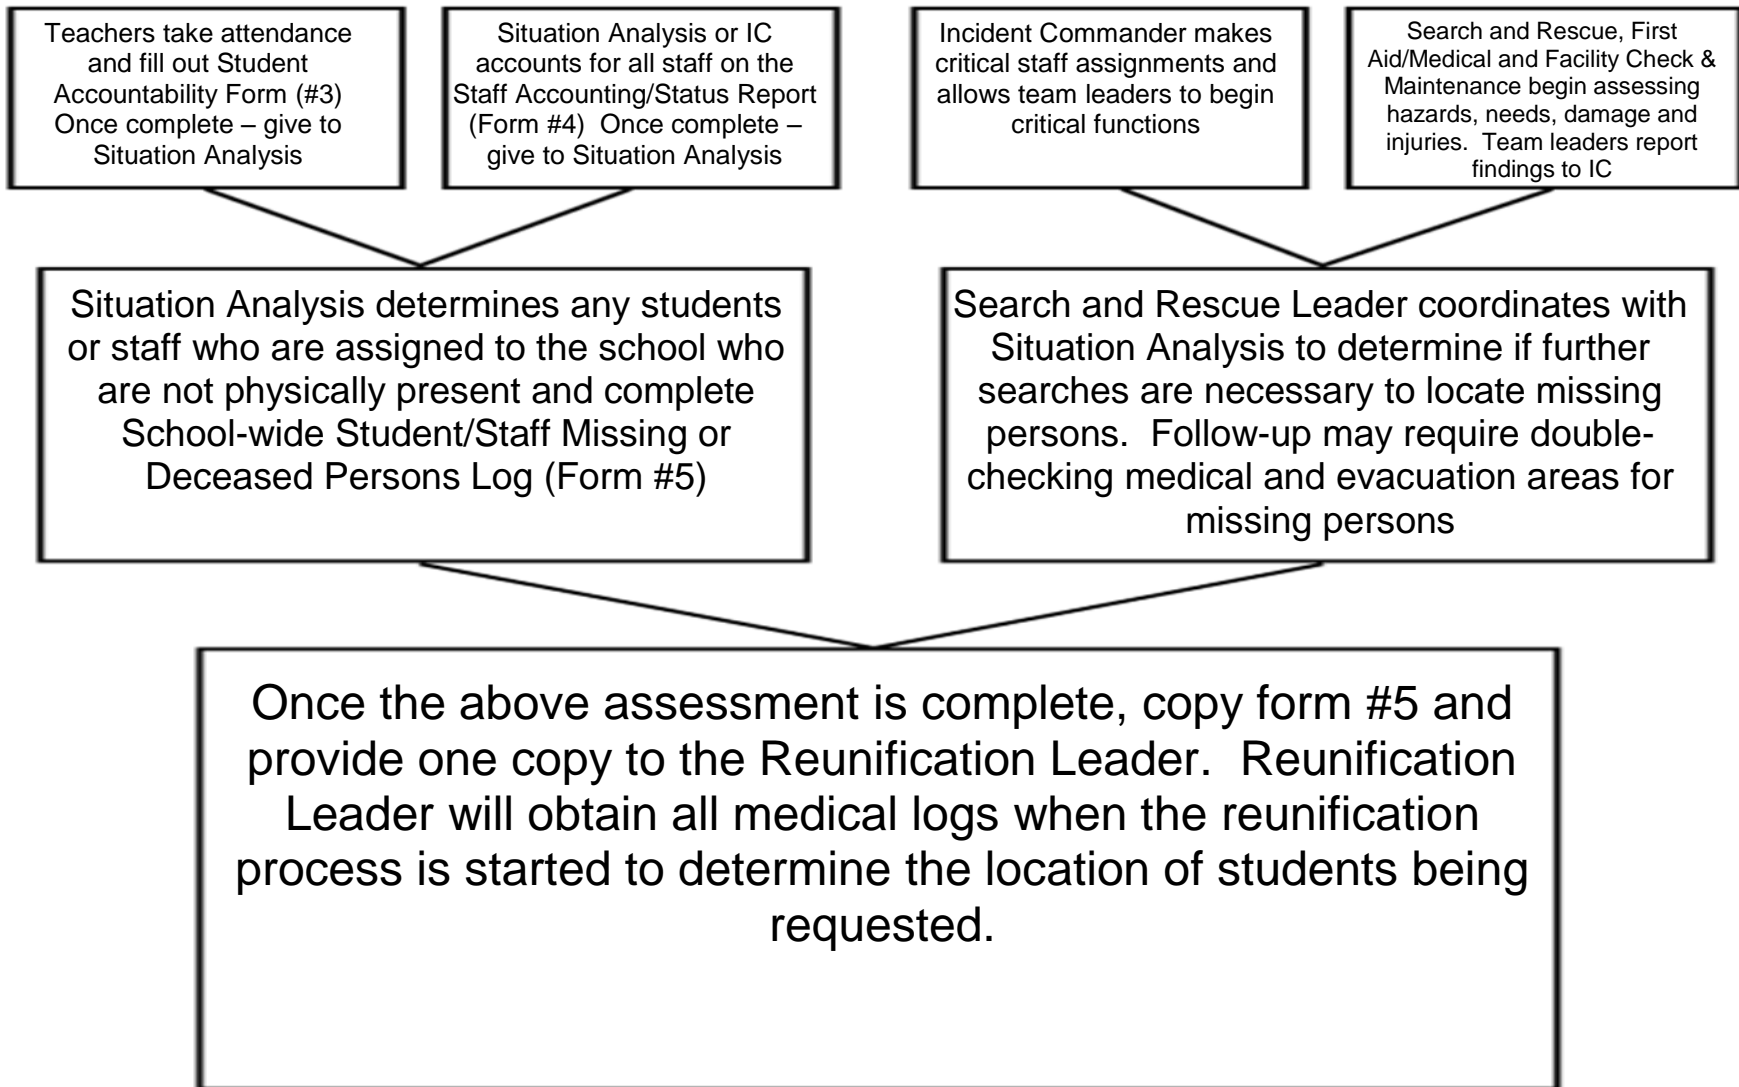 Teachers take attendance
and fill out Student
Accountability Form (#3)
Once complete – give to
Situation Analysis
Situation Analysis or IC
accounts for all staff on the
Staff Accounting/Status Report
(Form #4)  Once complete –
give to Situation Analysis
Incident Commander makes
critical staff assignments and
allows team leaders to begin
critical functions
Search and Rescue, First
Aid/Medical and Facility Check &
Maintenance begin assessing
hazards, needs, damage and
injuries.  Team leaders report
findings to IC
Situation Analysis determines any students
or staff who are assigned to the school who
are not physically present and complete
School-wide Student/Staff Missing or
Deceased Persons Log (Form #5)
Search and Rescue Leader coordinates with
Situation Analysis to determine if further
searches are necessary to locate missing
persons.  Follow-up may require double-
checking medical and evacuation areas for
missing persons
Once the above assessment is complete, copy form #5 and
provide one copy to the Reunification Leader.  Reunification
Leader will obtain all medical logs when the reunification
process is started to determine the location of students being
requested.